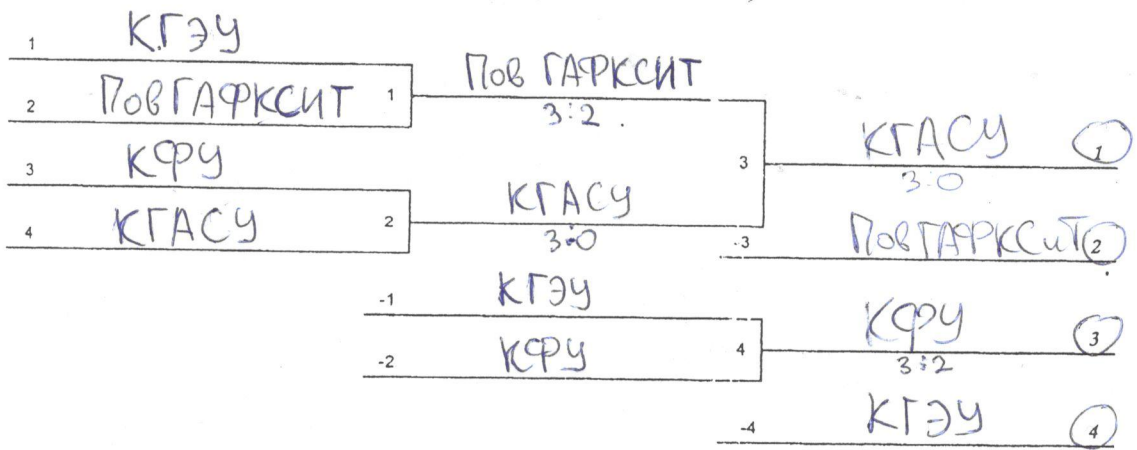 1 КГЭУ
ПовГАФКСИТ
2 ПовГАФКСИТ 1
3:2
3 КФУ
3 КГАСУ 1
3:0
КГАСУ
4 КГАСУ 2
3:0
-3 ПовГАФКСиТ 2
-1 КГЭУ
КФУ 3
-2 КФУ 4
3:2
-4 КГЭУ 4